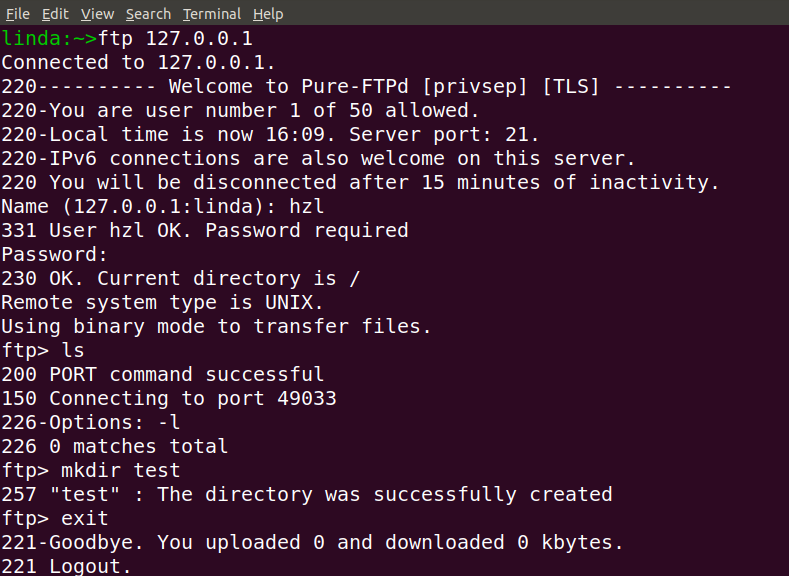 File Edit View Search Terminal Help
linda:~>ftp 127.0.0.1
Connected to 127.0.0.1.
220---------- Welcome to Pure-FTPd [privsep] [TLS] ----------
220-You are user number 1 of 50 allowed.
220-Local time is now 16:09. Server port: 21.
220-IPv6 connections are also welcome on this server.
220 You will be disconnected after 15 minutes of inactivity.
Name (127.0.0.1:linda): hzl
331 User hzl OK. Password required
Password:
230 OK. Current directory is /
Remote system type is UNIX.
Using binary mode to transfer files.
ftp> ls
200 PORT command successful
150 Connecting to port 49033
226-Options: -l
226 0 matches total
ftp> mkdir test
257 "test" : The directory was successfully created
ftp> exit
221-Goodbye. You uploaded 0 and downloaded 0 kbytes.
221 Logout.